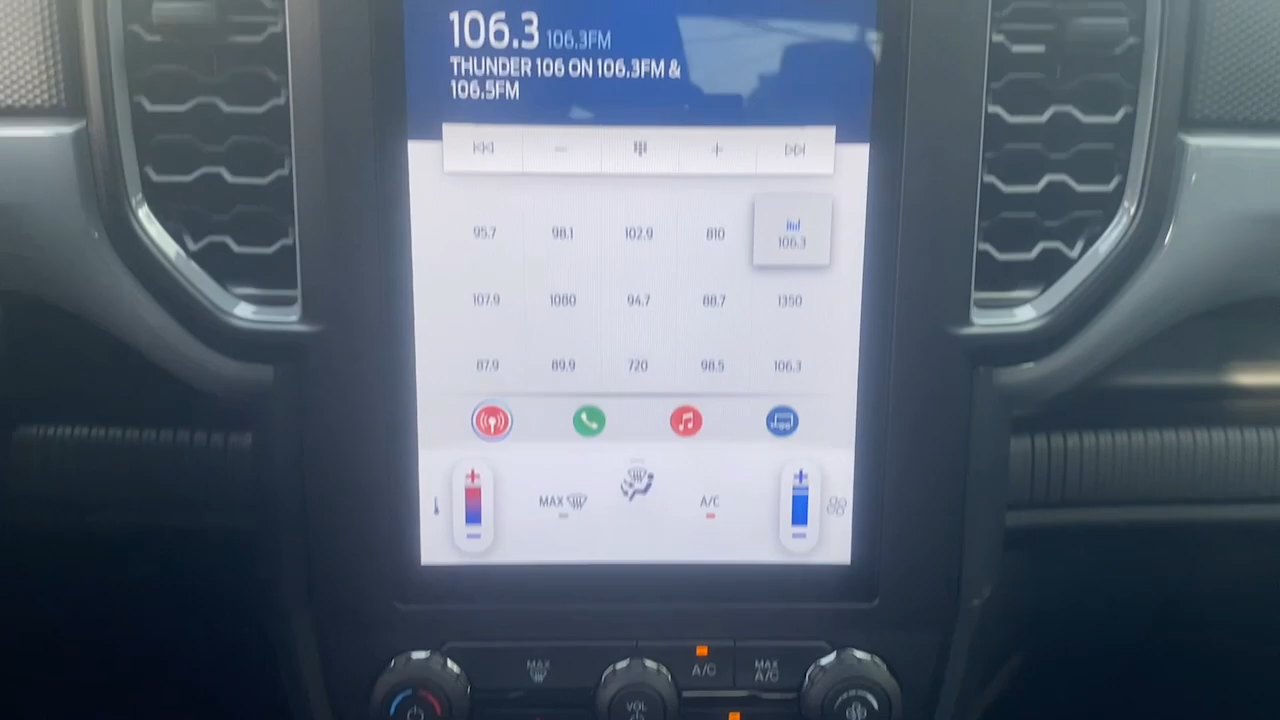 106.3 106.3FM
THUNDER 106 ON 106.3FM &
106.5FM
95.7 98.1 102.9 810 106.3
107.9 1080 94.7 88.7 1350
87.9 89.9 720 98.5 106.3
MAX A/C
MAX A/C MAX
A/C
VOL